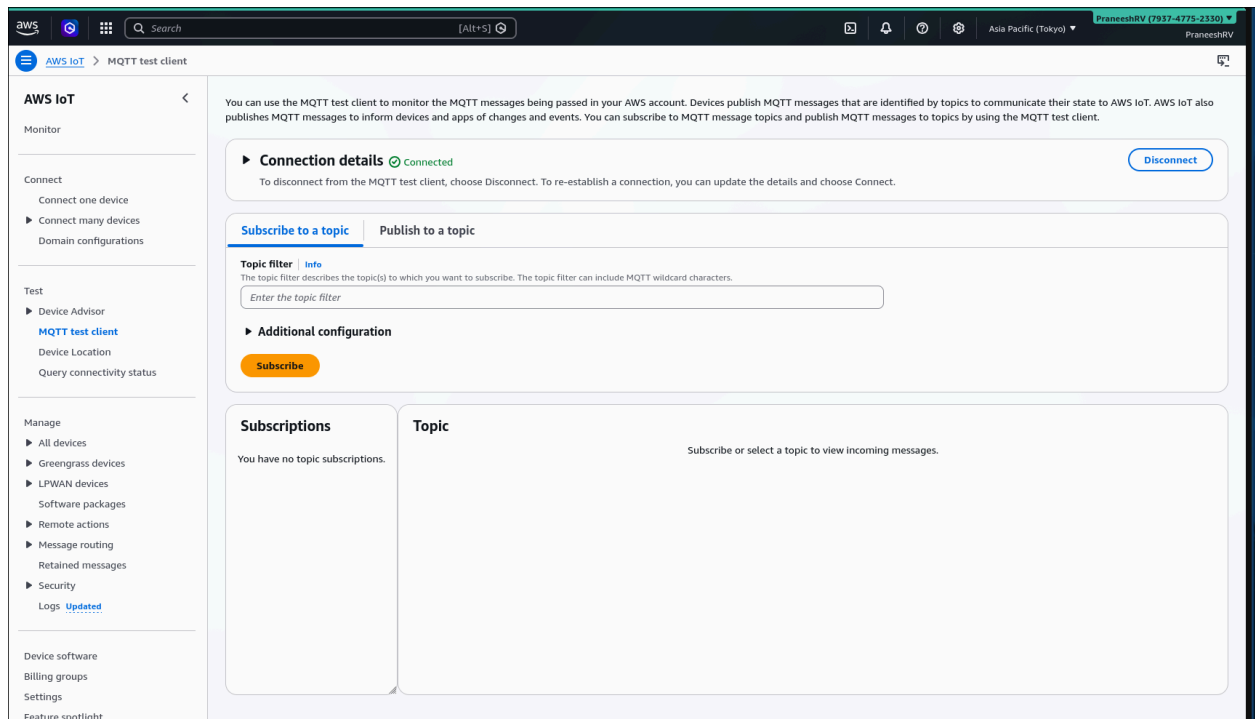 aws
Search
[Alt+S]
Asia Pacific (Tokyo) ▼
PraneeshRV (7937-4775-2330) ▼
PraneeshRV
AWS IoT > MQTT test client
AWS IoT
Monitor
Connect
Connect one device
Connect many devices
Domain configurations
Test
Device Advisor
MQTT test client
Device Location
Query connectivity status
Manage
All devices
Greengrass devices
LPWAN devices
Software packages
Remote actions
Message routing
Retained messages
Security
Logs Updated
Device software
Billing groups
Settings
Feature spotlight
You can use the MQTT test client to monitor the MQTT messages being passed in your AWS account. Devices publish MQTT messages that are identified by topics to communicate their state to AWS IoT. AWS IoT also
publishes MQTT messages to inform devices and apps of changes and events. You can subscribe to MQTT message topics and publish MQTT messages to topics by using the MQTT test client.
Connection details Connected
Disconnect
To disconnect from the MQTT test client, choose Disconnect. To re-establish a connection, you can update the details and choose Connect.
Subscribe to a topic
Publish to a topic
Topic filter Info
The topic filter describes the topic(s) to which you want to subscribe. The topic filter can include MQTT wildcard characters.
Enter the topic filter
Additional configuration
Subscribe
Subscriptions
You have no topic subscriptions.
Topic
Subscribe or select a topic to view incoming messages.